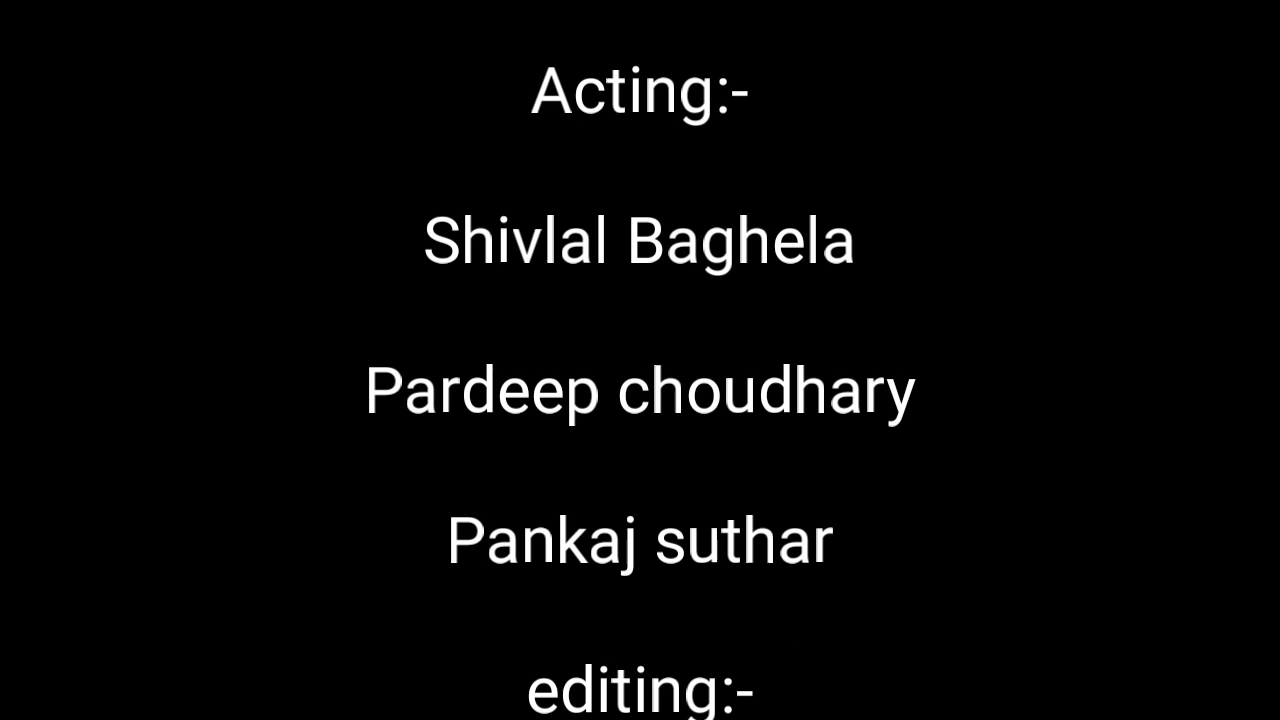 Acting:-
Shivlal Baghela
Pardeep choudhary
Pankaj suthar
editing:-